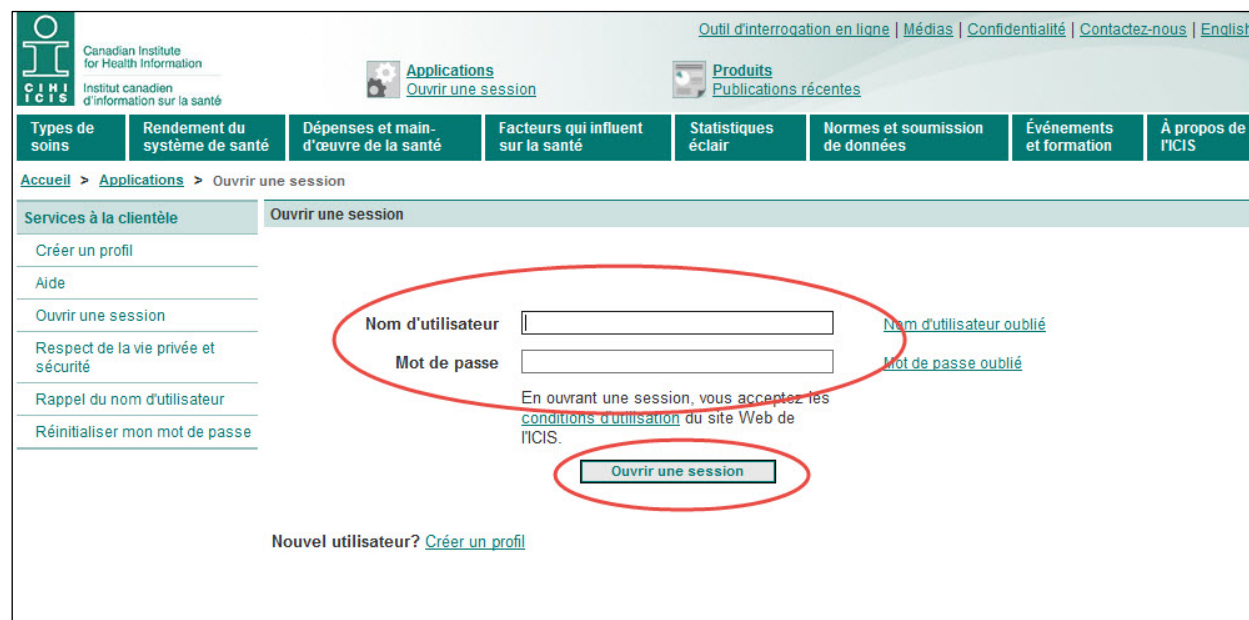 Outil d'interrogation en ligne | Médias | Confidentialité | Contactez-nous | English
Canadian Institute
for Health Information
CIHI
ICIS
Institut canadien
d'information sur la santé
Applications
Ouvrir une session
Produits
Publications récentes
Types de
soins
Rendement du
système de santé
Dépenses et main-
d'œuvre de la santé
Facteurs qui influent
sur la santé
Statistiques
éclair
Normes et soumission
de données
Événements
et formation
À propos de
l'ICIS
Accueil > Applications > Ouvrir une session
Services à la clientèle
Créer un profil
Aide
Ouvrir une session
Respect de la vie privée et
sécurité
Rappel du nom d'utilisateur
Réinitialiser mon mot de passe
Ouvrir une session
Nom d'utilisateur
Nom d'utilisateur oublié
Mot de passe
Mot de passe oublié
En ouvrant une session, vous acceptez les
conditions d'utilisation du site Web de
l'ICIS.
Ouvrir une session
Nouvel utilisateur? Créer un profil